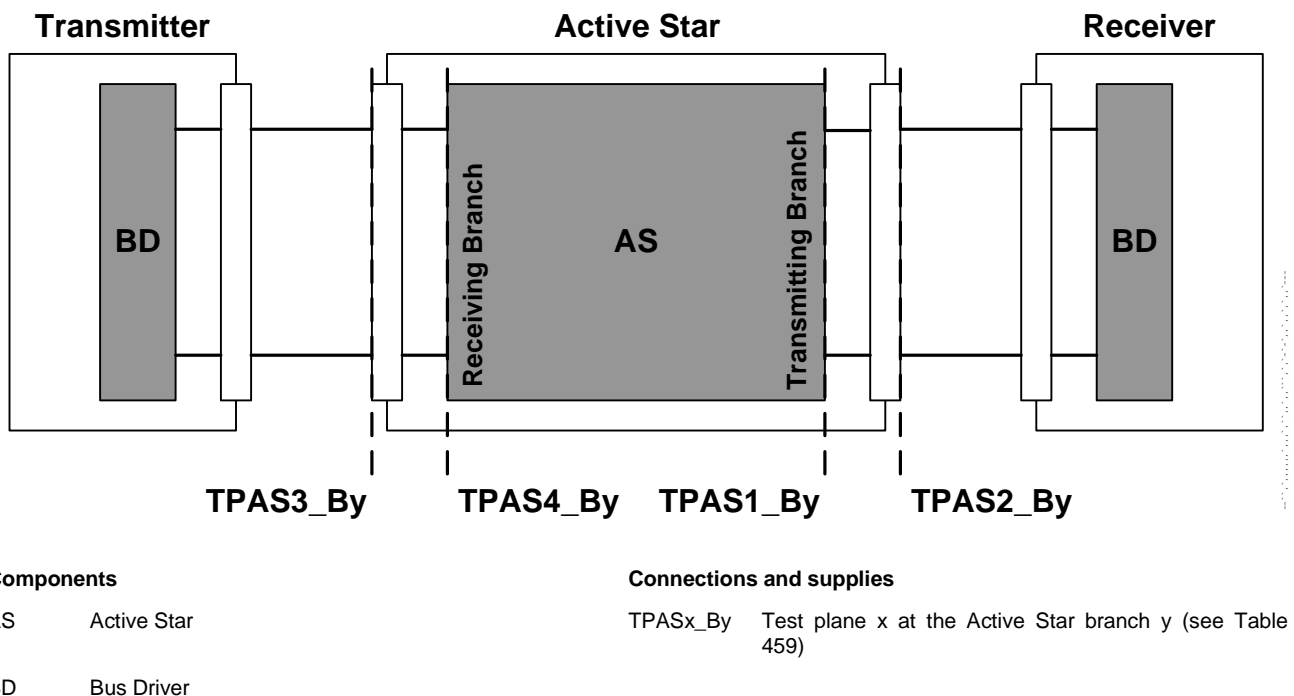 Transmitter
Active Star
Receiver
BD
Receiving Branch
AS
Transmitting Branch
BD
TPAS3_By
TPAS4_By
TPAS1_By
TPAS2_By
omponents
Connections and supplies
S Active Star
TPASx_By Test plane x at the Active Star branch y (see Table
459)
D Bus Driver